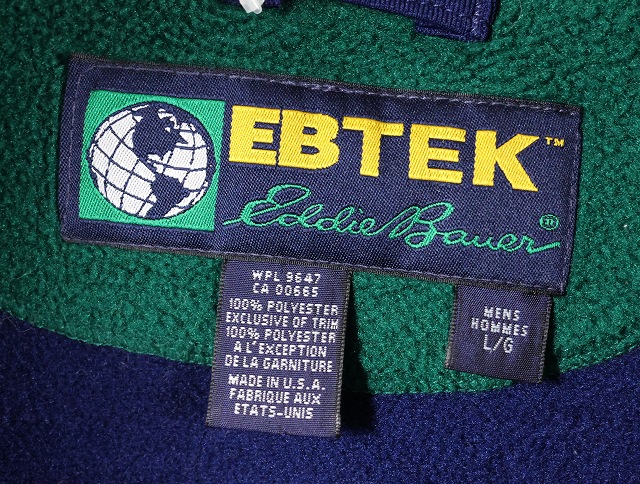 EBTEK™
Eddie Bauer®
WPL 9647
CA 00665
100% POLYESTER
EXCLUSIVE OF TRIM
100% POLYESTER
A L'EXCEPTION
DE LA GARNITURE
MADE IN U.S.A.
FABRIQUE AUX
ETATS-UNIS
MENS
HOMMES
L/G